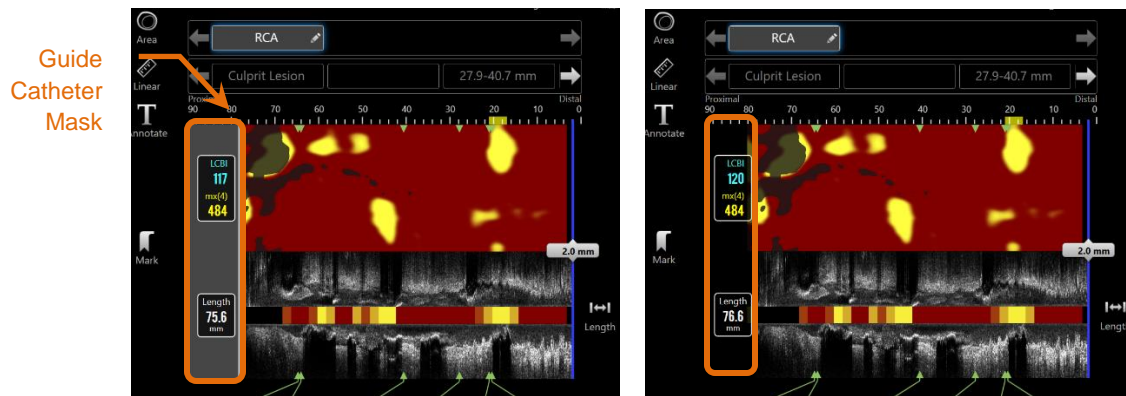 Guide
Catheter
Mask
Area
RCA
Linear
Culprit Lesion
27.9-40.7 mm
Proximal
Distal
90 80 70 60 50 40 30 20 10 0
Annotate
LCBI
117
mx(4)
484
Mark
2.0 mm
Length
75.6
mm
Length
Area
RCA
Linear
Culprit Lesion
27.9-40.7 mm
Proximal
Distal
90 80 70 60 50 40 30 20 10 0
Annotate
LCBI
120
mx(4)
484
Mark
2.0 mm
Length
76.6
mm
Lengt